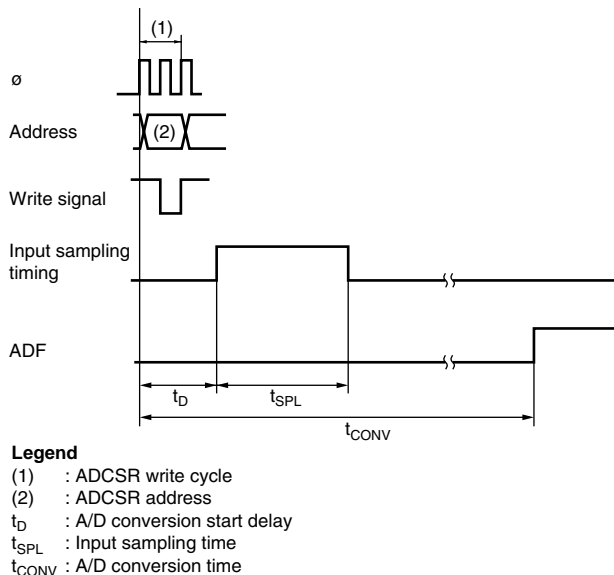 (1)
ø
Address
(2)
Write signal
Input sampling
timing
ADF
tD
tSPL
tCONV
Legend
(1) : ADCSR write cycle
(2) : ADCSR address
tD : A/D conversion start delay
tSPL : Input sampling time
tCONV : A/D conversion time